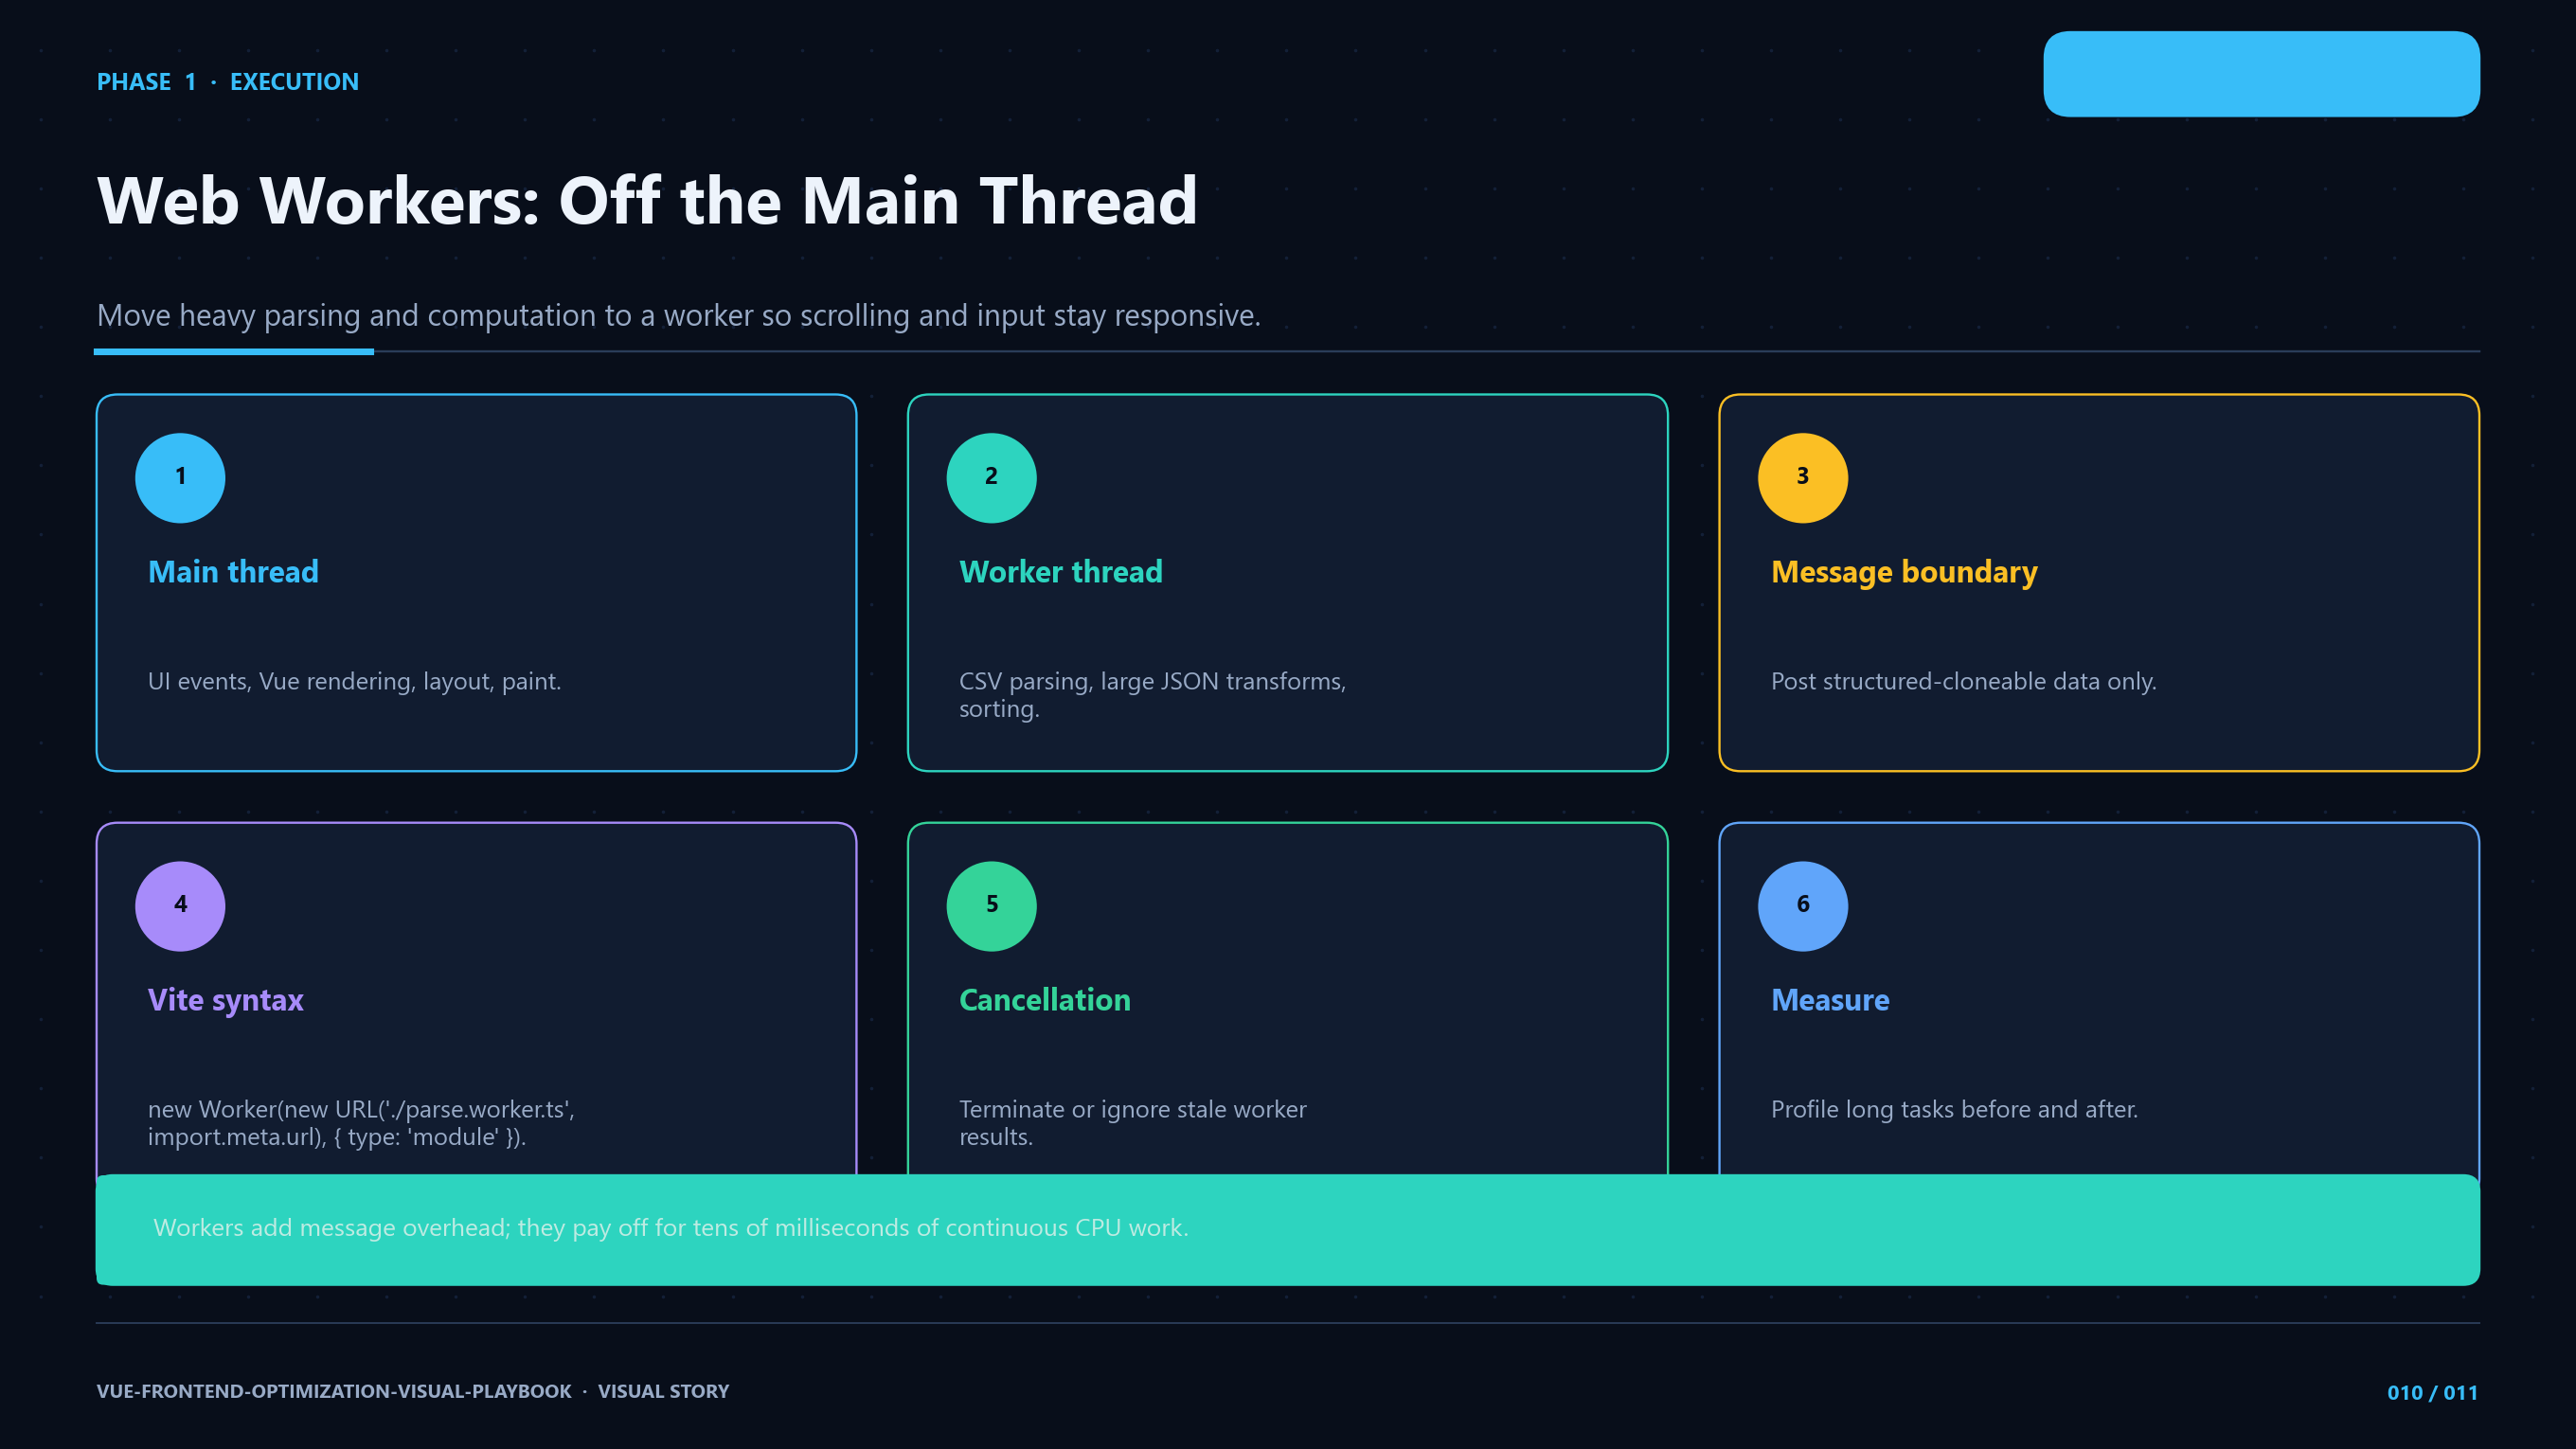 PHASE 1 · EXECUTION
Web Workers: Off the Main Thread
Move heavy parsing and computation to a worker so scrolling and input stay responsive.
1
Main thread
UI events, Vue rendering, layout, paint.
2
Worker thread
CSV parsing, large JSON transforms,
sorting.
3
Message boundary
Post structured-cloneable data only.
4
Vite syntax
new Worker(new URL('./parse.worker.ts',
import.meta.url), { type: 'module' }).
5
Cancellation
Terminate or ignore stale worker
results.
6
Measure
Profile long tasks before and after.
Workers add message overhead; they pay off for tens of milliseconds of continuous CPU work.
VUE-FRONTEND-OPTIMIZATION-VISUAL-PLAYBOOK · VISUAL STORY
010 / 011